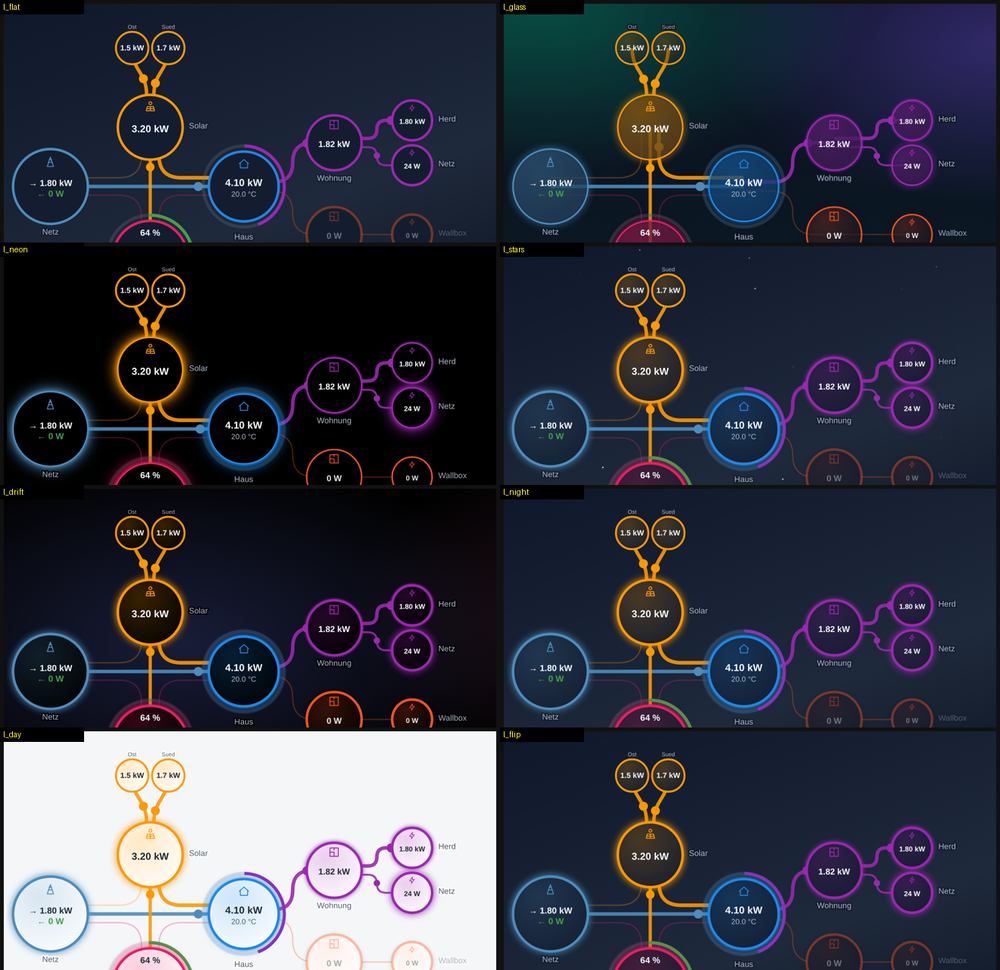 l_flat
Ost Sued
1.5 kW 1.7 kW
3.20 kW Solar
1.80 kW Herd
1.82 kW
24 W Netz
Wohnung
→ 1.80 kW
← 0 W
4.10 kW
20.0 °C
Netz
64 %
Haus
0 W
0 W Wallbox
l_glass
1.5 kW 1.7 kW
Ost Sued
3.20 kW Solar
1.80 kW Herd
1.82 kW
24 W Netz
Wohnung
→ 1.80 kW
← 0 W
4.10 kW
20.0 °C
Netz
64 %
Haus
0 W
0 W Wallbox
l_neon
Ost Sued
1.5 kW 1.7 kW
3.20 kW Solar
1.80 kW Herd
1.82 kW
24 W Netz
Wohnung
→ 1.80 kW
← 0 W
4.10 kW
20.0 °C
Netz
64 %
Haus
0 W
0 W Wallbox
l_stars
Ost Sued
1.5 kW 1.7 kW
3.20 kW Solar
1.80 kW Herd
1.82 kW
24 W Netz
Wohnung
→ 1.80 kW
← 0 W
4.10 kW
20.0 °C
Netz
64 %
Haus
0 W
0 W Wallbox
l_drift
Ost Sued
1.5 kW 1.7 kW
3.20 kW Solar
1.80 kW Herd
1.82 kW
24 W Netz
Wohnung
→ 1.80 kW
← 0 W
4.10 kW
20.0 °C
Netz
64 %
Haus
0 W
0 W Wallbox
l_night
Ost Sued
1.5 kW 1.7 kW
3.20 kW Solar
1.80 kW Herd
1.82 kW
24 W Netz
Wohnung
→ 1.80 kW
← 0 W
4.10 kW
20.0 °C
Netz
64 %
Haus
0 W
0 W Wallbox
l_day
Ost Sued
1.5 kW 1.7 kW
3.20 kW Solar
1.80 kW Herd
1.82 kW
24 W Netz
Wohnung
→ 1.80 kW
← 0 W
4.10 kW
20.0 °C
Netz
64 %
Haus
0 W
0 W Wallbox
l_flip
Ost Sued
1.5 kW 1.7 kW
3.20 kW Solar
1.80 kW Herd
1.82 kW
24 W Netz
Wohnung
→ 1.80 kW
← 0 W
4.10 kW
20.0 °C
Netz
64 %
Haus
0 W
0 W Wallbox